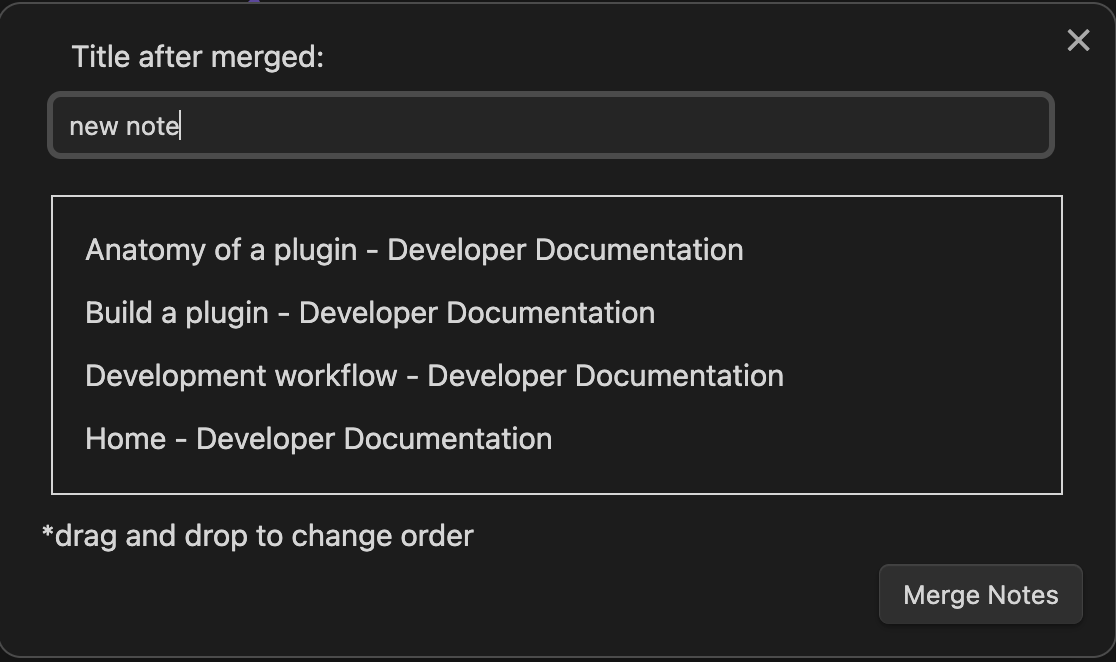 Title after merged:
new note
Anatomy of a plugin - Developer Documentation
Build a plugin - Developer Documentation
Development workflow - Developer Documentation
Home - Developer Documentation
*drag and drop to change order
Merge Notes